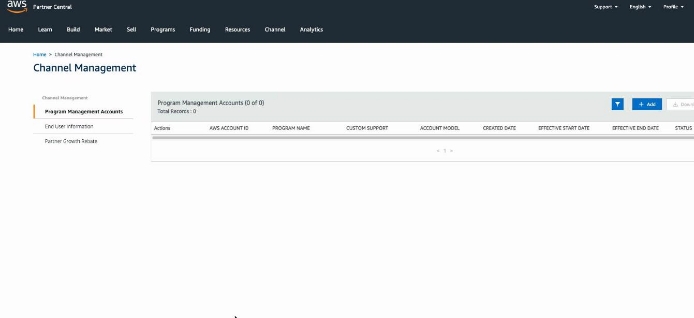 aws Partner Central Support English Profile
Home Learn Build Market Sell Programs Funding Resources Channel Analytics
Home > Channel Management
Channel Management
Channel Management
Program Management Accounts
End User Information
Partner Growth Rebate
Program Management Accounts (0 of 0)
Total Records : 0
+ Add
Actions AWS ACCOUNT ID PROGRAM NAME CUSTOM SUPPORT ACCOUNT MODEL CREATED DATE EFFECTIVE START DATE EFFECTIVE END DATE STATUS
< 1 >